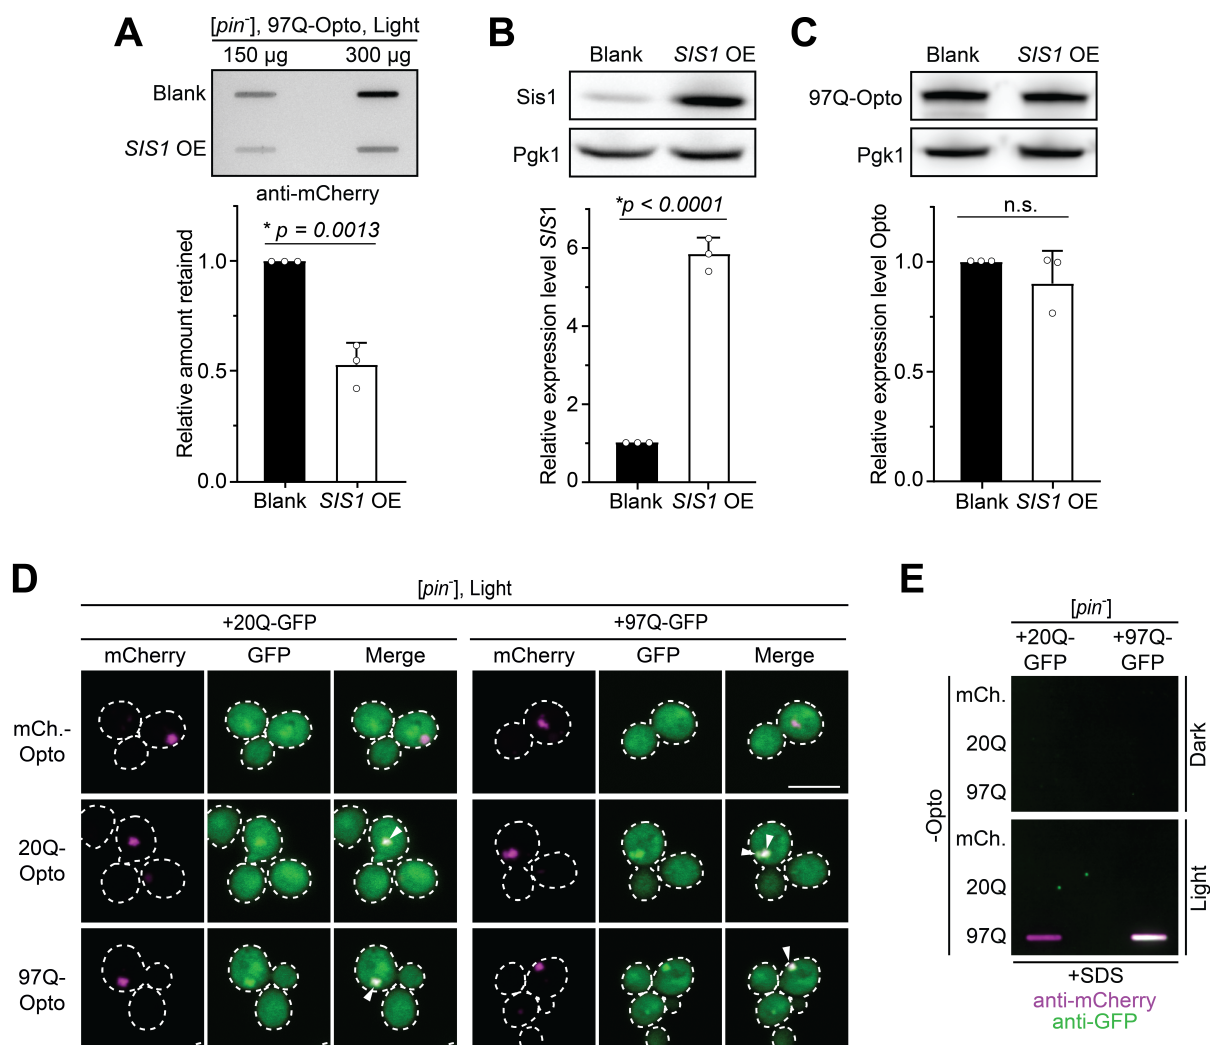 A
[pin⁻], 97Q-Opto, Light
150 µg 300 µg
Blank
SIS1 OE
anti-mCherry
* p = 0.0013
Relative amount retained
1.0
0.5
0.0
Blank SIS1 OE
B
Blank SIS1 OE
Sis1
Pgk1
*p < 0.0001
Relative expression level SIS1
6
4
2
0
Blank SIS1 OE
C
Blank SIS1 OE
97Q-Opto
Pgk1
n.s.
Relative expression level Opto
1.0
0.5
0.0
Blank SIS1 OE
D
[pin⁻], Light
+20Q-GFP +97Q-GFP
mCherry GFP Merge mCherry GFP Merge
mCh.-
Opto
20Q-
Opto
97Q-
Opto
E
[pin⁻]
+20Q-
GFP
+97Q-
GFP
-Opto
mCh.
20Q
97Q
Dark
mCh.
20Q
97Q
Light
+SDS
anti-mCherry
anti-GFP